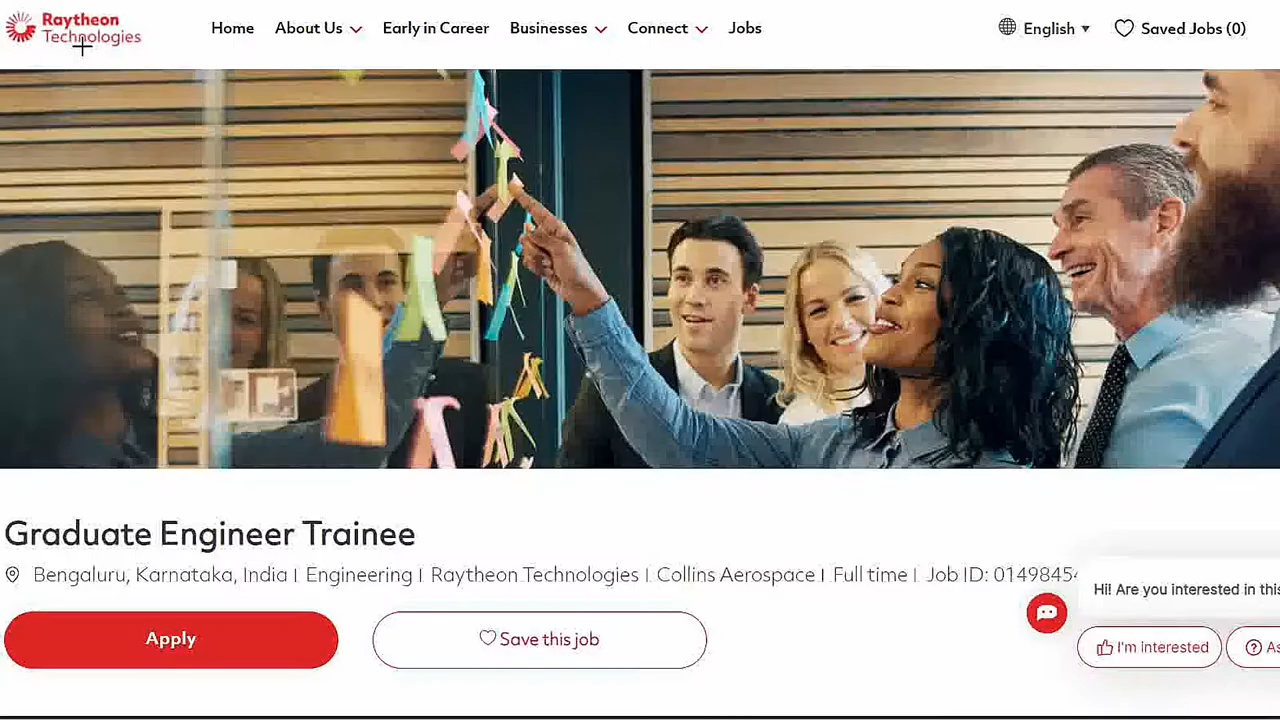 Raytheon
Technologies
Home About Us Early in Career Businesses Connect Jobs
English Saved Jobs (0)
Graduate Engineer Trainee
Bengaluru, Karnataka, India | Engineering | Raytheon Technologies | Collins Aerospace | Full time | Job ID: 0149845
Hi! Are you interested in this
Apply
Save this job
I'm interested
As